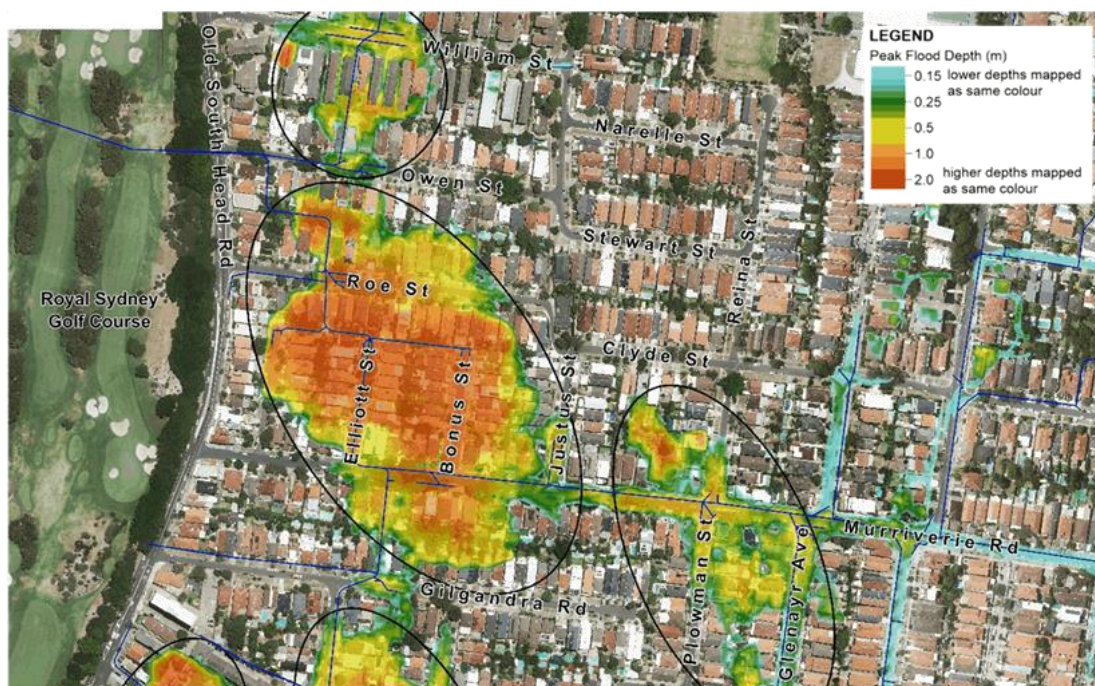 LEGEND
Peak Flood Depth (m)
0.15 lower depths mapped
as same colour
0.25
0.5
1.0
higher depths mapped
2.0 as same colour
Old South Head Rd
William St
Narelle St
Owen St
Stewart St
Reina St
Roe St
Royal Sydney
Golf Course
Clyde St
Elliott St
Bonus St
Justus St
Murriverie Rd
Plowman St
Glenayr Ave
Gilgandra Rd